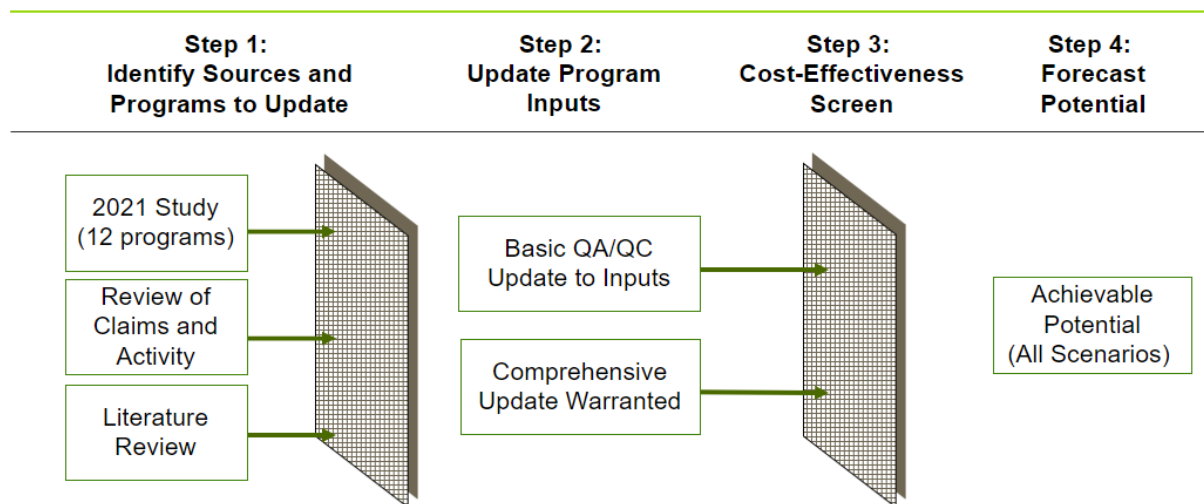 Step 1:
Identify Sources and
Programs to Update
Step 2:
Update Program
Inputs
Step 3:
Cost-Effectiveness
Screen
Step 4:
Forecast
Potential
2021 Study
(12 programs)
Review of
Claims and
Activity
Literature
Review
Basic QA/QC
Update to Inputs
Comprehensive
Update Warranted
Achievable
Potential
(All Scenarios)